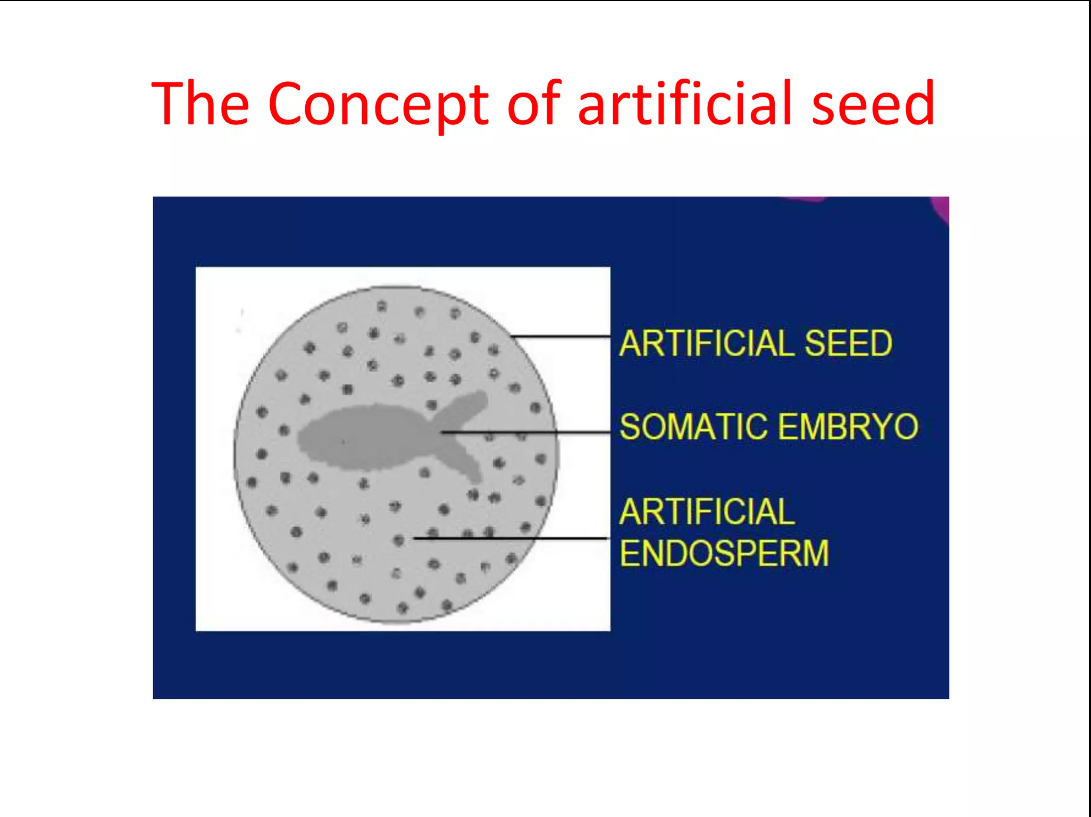 The Concept of artificial seed
ARTIFICIAL SEED
SOMATIC EMBRYO
ARTIFICIAL
ENDOSPERM